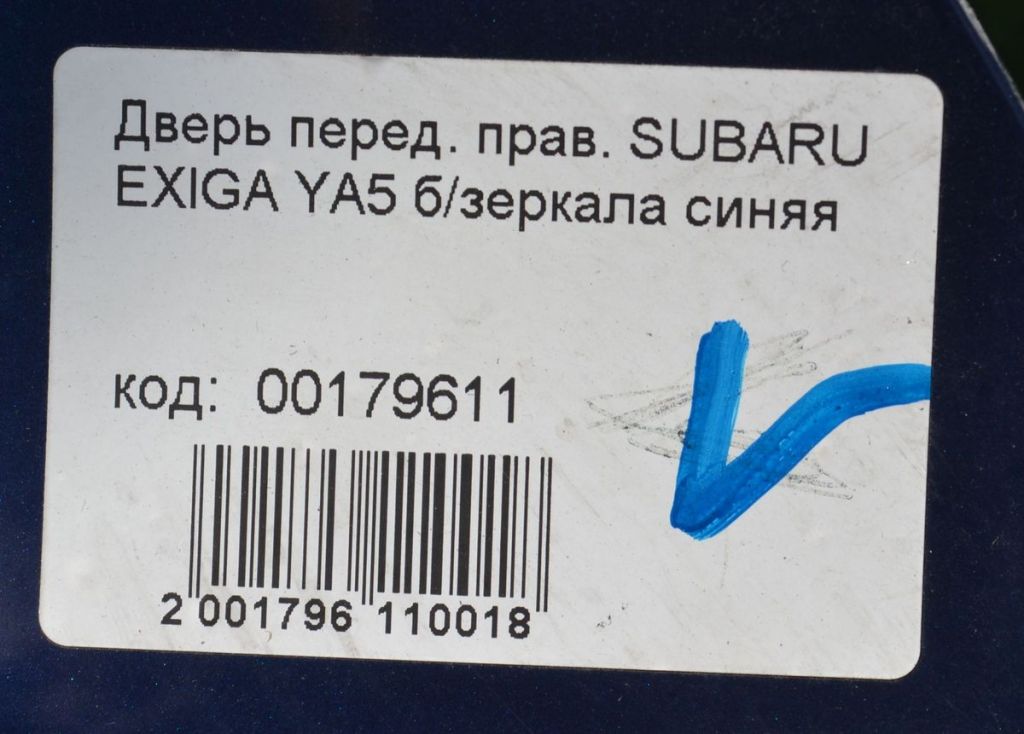 Дверь перед. прав. SUBARU
EXIGA YA5 б/зеркала синяя
код: 00179611
2 001796 110018